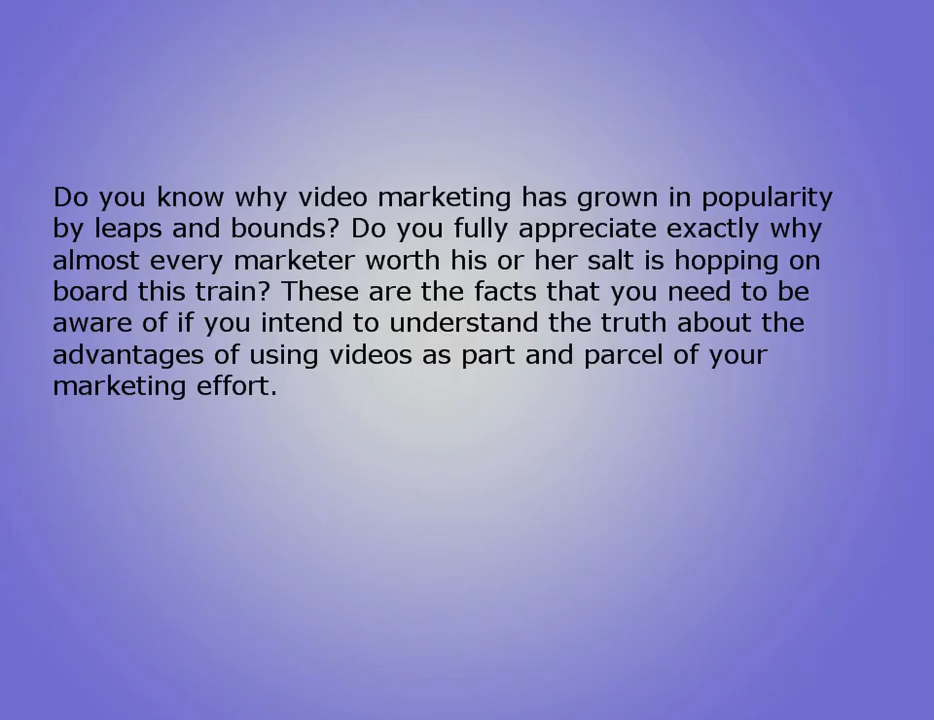 Do you know why video marketing has grown in popularity
by leaps and bounds? Do you fully appreciate exactly why
almost every marketer worth his or her salt is hopping on
board this train? These are the facts that you need to be
aware of if you intend to understand the truth about the
advantages of using videos as part and parcel of your
marketing effort.